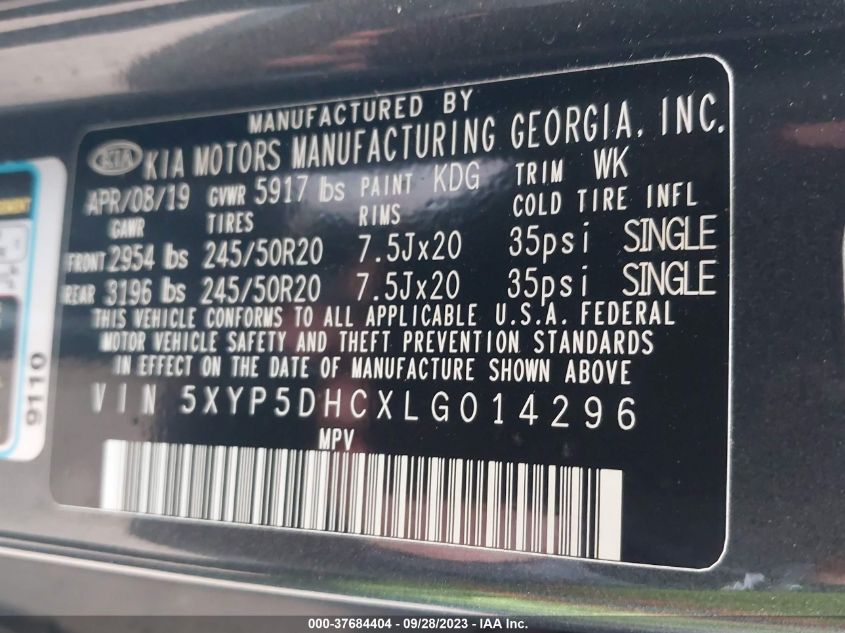 MANUFACTURED BY
KIA KIA MOTORS MANUFACTURING GEORGIA, INC.
APR/08/19 GVWR 5917 lbs PAINT KDG TRIM WK
GAWR TIRES RIMS COLD TIRE INFL
FRONT 2954 lbs 245/50R20 7.5Jx20 35psi SINGLE
REAR 3196 lbs 245/50R20 7.5Jx20 35psi SINGLE
THIS VEHICLE CONFORMS TO ALL APPLICABLE U.S.A. FEDERAL
MOTOR VEHICLE SAFETY AND THEFT PREVENTION STANDARDS
IN EFFECT ON THE DATE OF MANUFACTURE SHOWN ABOVE
VIN 5XYP5DHCXLG014296
MPV
9110
000-37684404 - 09/28/2023 - IAA Inc.